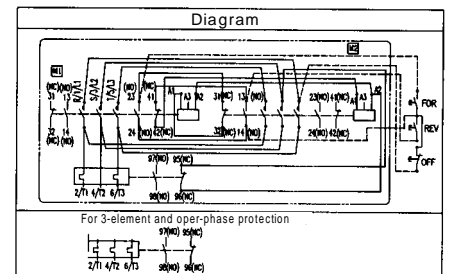 Diagram
M1 M2
(NC)(NO) R/1/L1 S/3/L2 T/5/L3 (NO) (NC)
31 13 23 41 A1 A3 A2 31(NC) 13 (NO) 23(NO)41(NC) A1 A3 A2
FOR
REV
OFF
32 14 24(NO) 42(NC) 32(NC) 14(NO) 24(NO) 42(NC)
(NC) (NO)
97(NO) 95(NC)
2/T1 4/T2 6/T3 98(NO) 96(NC)
For 3-element and oper-phase protection
97(NO) 95(NC)
2/T1 4/T2 6/T3 98(NO) 96(NC)